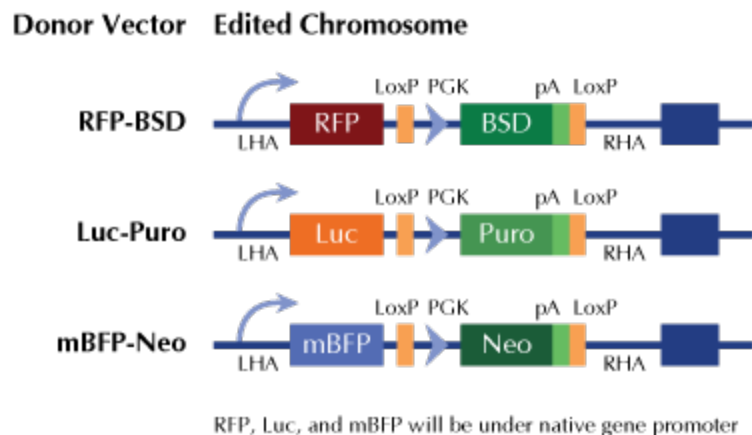 Donor Vector Edited Chromosome
LoxP PGK pA LoxP
RFP-BSD RFP BSD
LHA RHA
LoxP PGK pA LoxP
Luc-Puro Luc Puro
LHA RHA
LoxP PGK pA LoxP
mBFP-Neo mBFP Neo
LHA RHA
RFP, Luc, and mBFP will be under native gene promoter